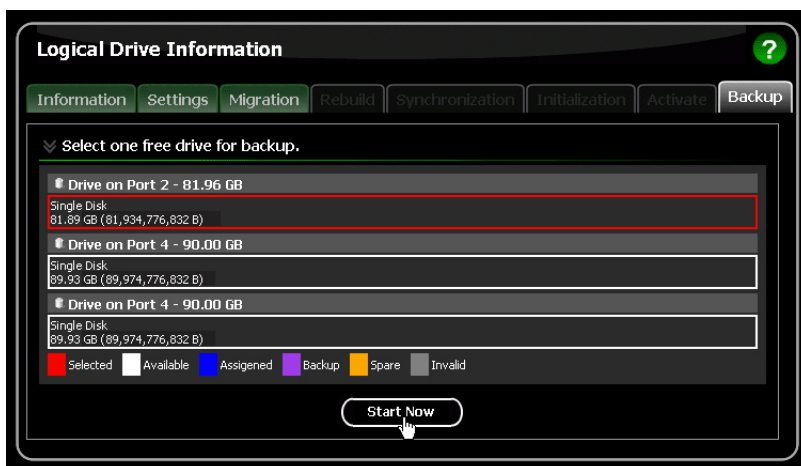 Logical Drive Information
?
Information Settings Migration Rebuild Synchronization Initialization Activate Backup
Select one free drive for backup.
Drive on Port 2 - 81.96 GB
Single Disk
81.89 GB (81,934,776,832 B)
Drive on Port 4 - 90.00 GB
Single Disk
89.93 GB (89,974,776,832 B)
Drive on Port 4 - 90.00 GB
Single Disk
89.93 GB (89,974,776,832 B)
Selected Available Assigened Backup Spare Invalid
Start Now